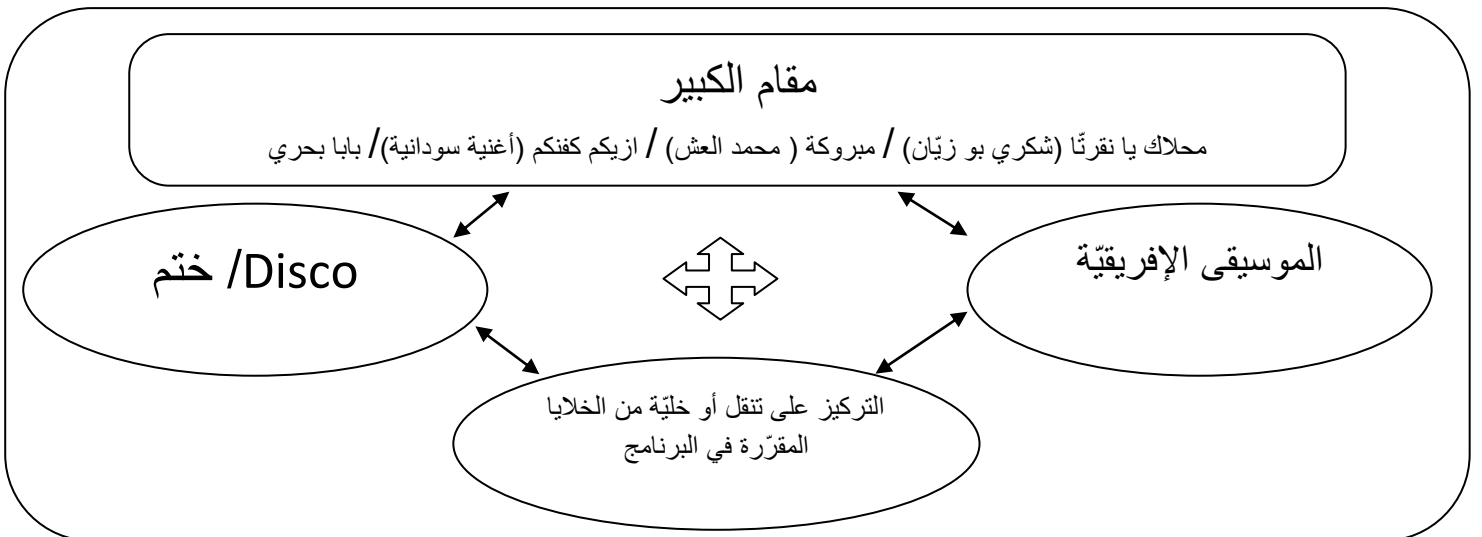 مقام الكبير
محلاك يا نقرتّا (شكري بو زيّان) / مبروكة ( محمد العش) / ازيكم كفنكم (أغنية سودانية)/ بابا بحري
الموسيقى الإفريقيّة
ختم /Disco
التركيز على تنقل أو خليّة من الخلايا
المقرّرة في البرنامج